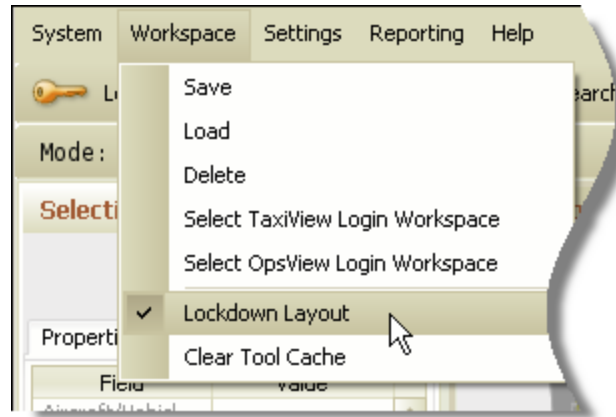 System Workspace Settings Reporting Help
Save
Load
Mode:
Delete
Select TaxiView Login Workspace
Select OpsView Login Workspace
Lockdown Layout
Clear Tool Cache
Value